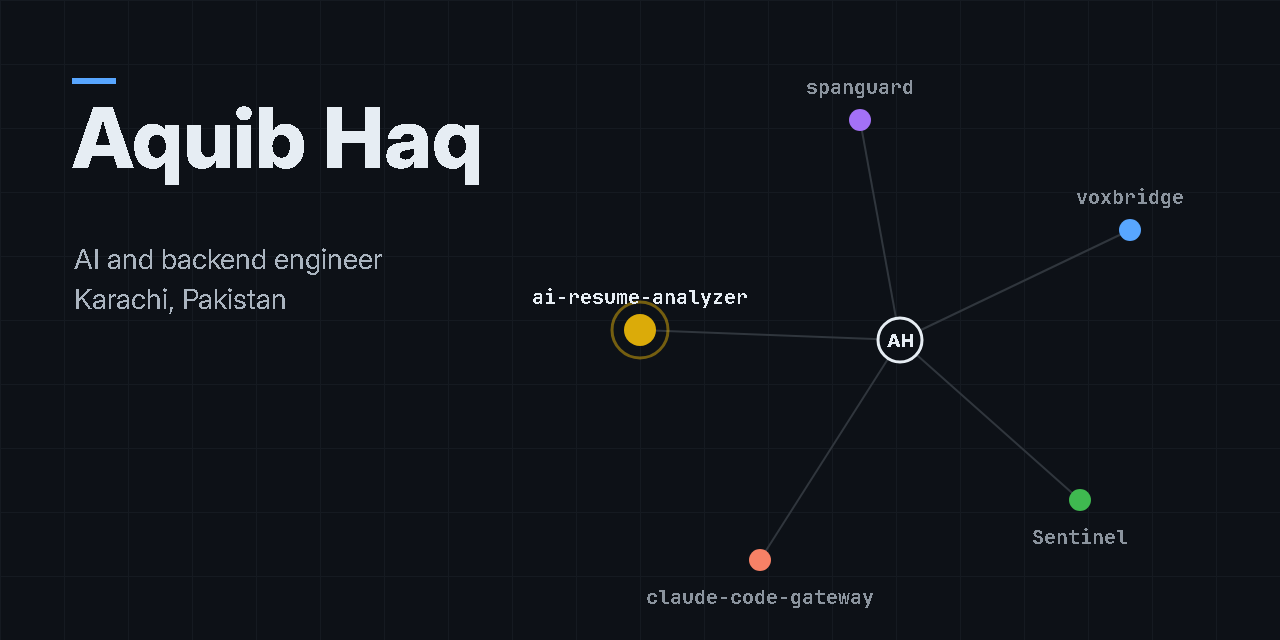 Aquib Haq
AI and backend engineer
Karachi, Pakistan
spanguard
voxbridge
ai-resume-analyzer
AH
Sentinel
claude-code-gateway